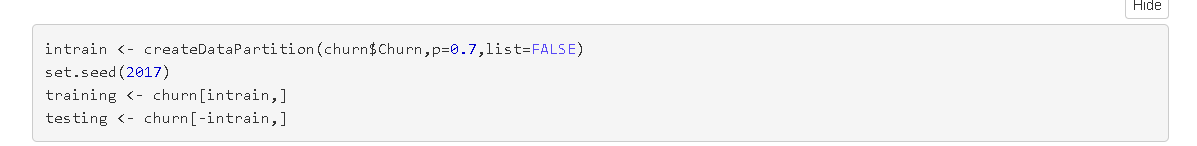 Hide
intrain <- createDataPartition(churn$Churn,p=0.7,list=FALSE)
set.seed(2017)
training <- churn[intrain,]
testing <- churn[-intrain,]